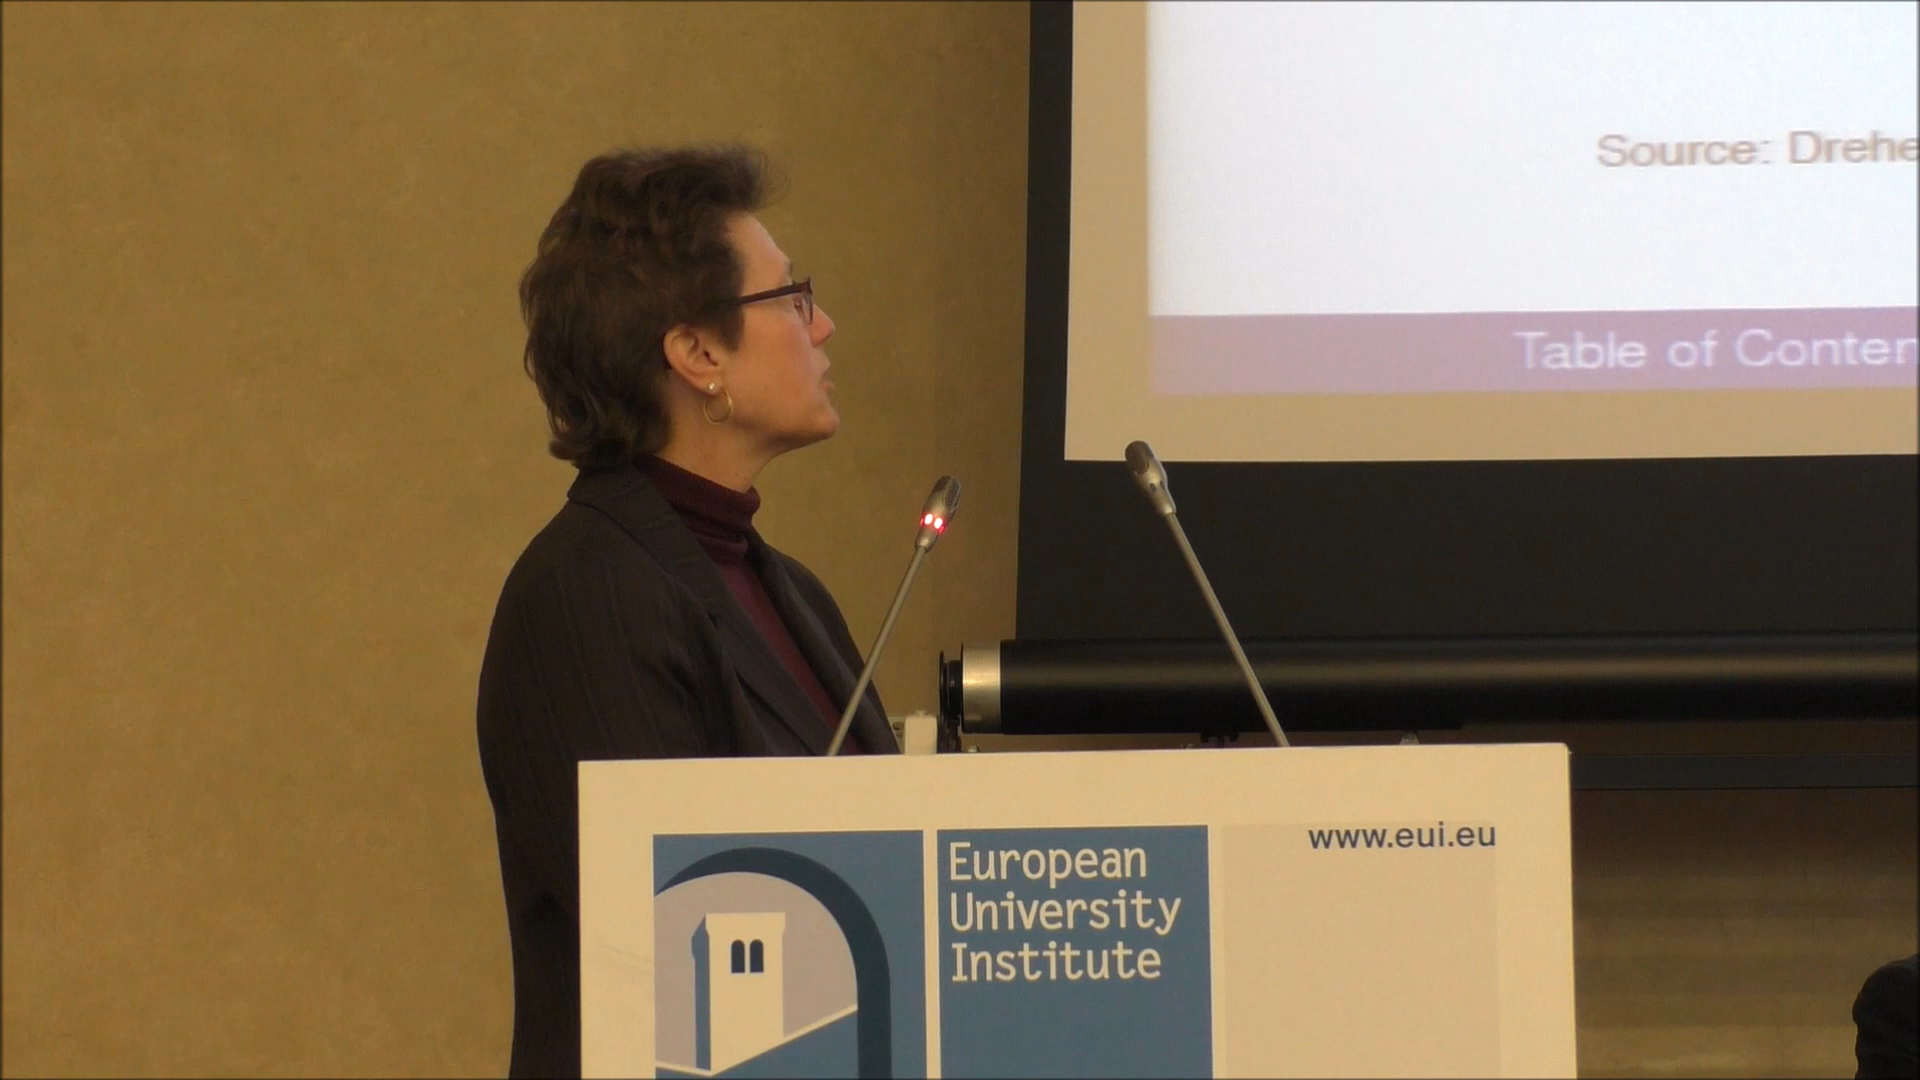 Source: Drehe
Table of Conten
www.eui.eu
European
University
Institute